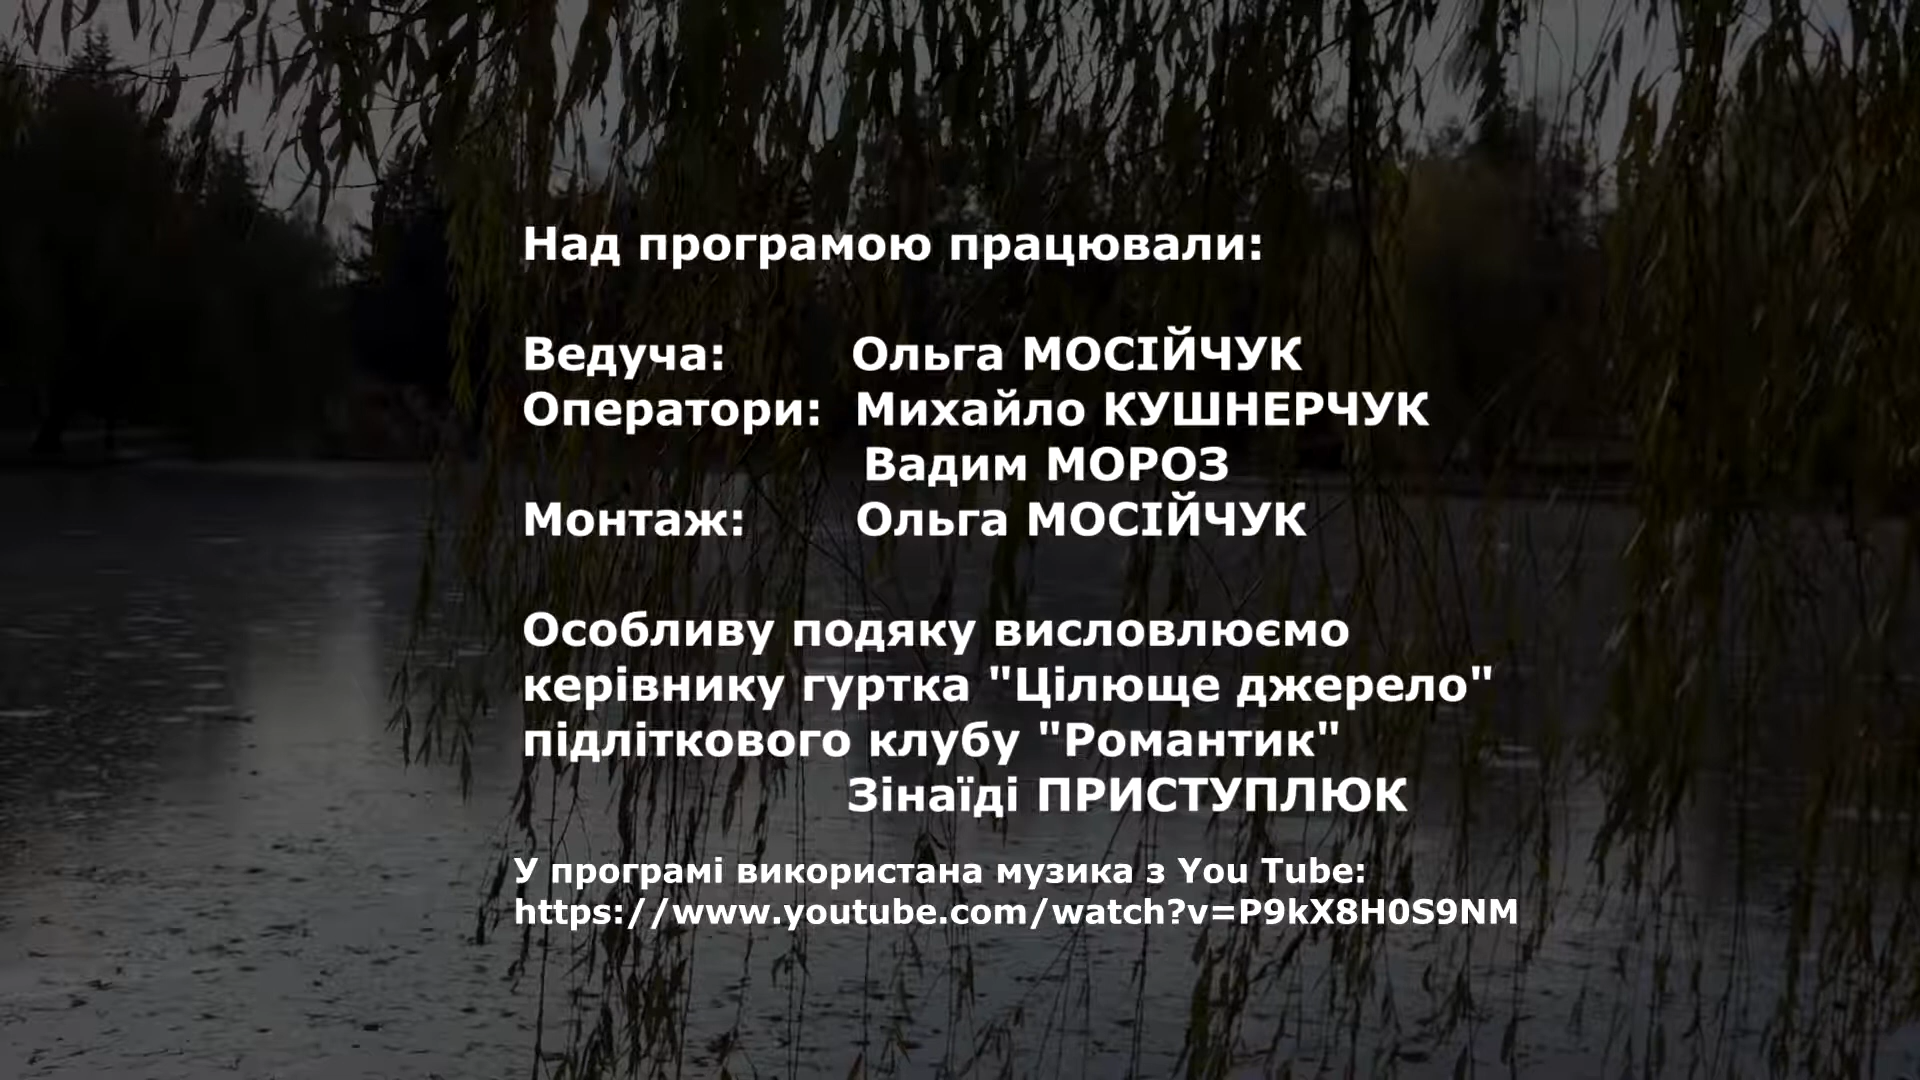 Над програмою працювали:
Ведуча: Ольга МОСІЙЧУК
Оператори: Михайло КУШНЕРЧУК
Вадим МОРОЗ
Монтаж: Ольга МОСІЙЧУК
Особливу подяку висловлюємо
керівнику гуртка "Цілюще джерело"
підліткового клубу "Романтик"
Зінаїді ПРИСТУПЛЮК
У програмі використана музика з You Tube:
https://www.youtube.com/watch?v=P9kX8H0S9NM